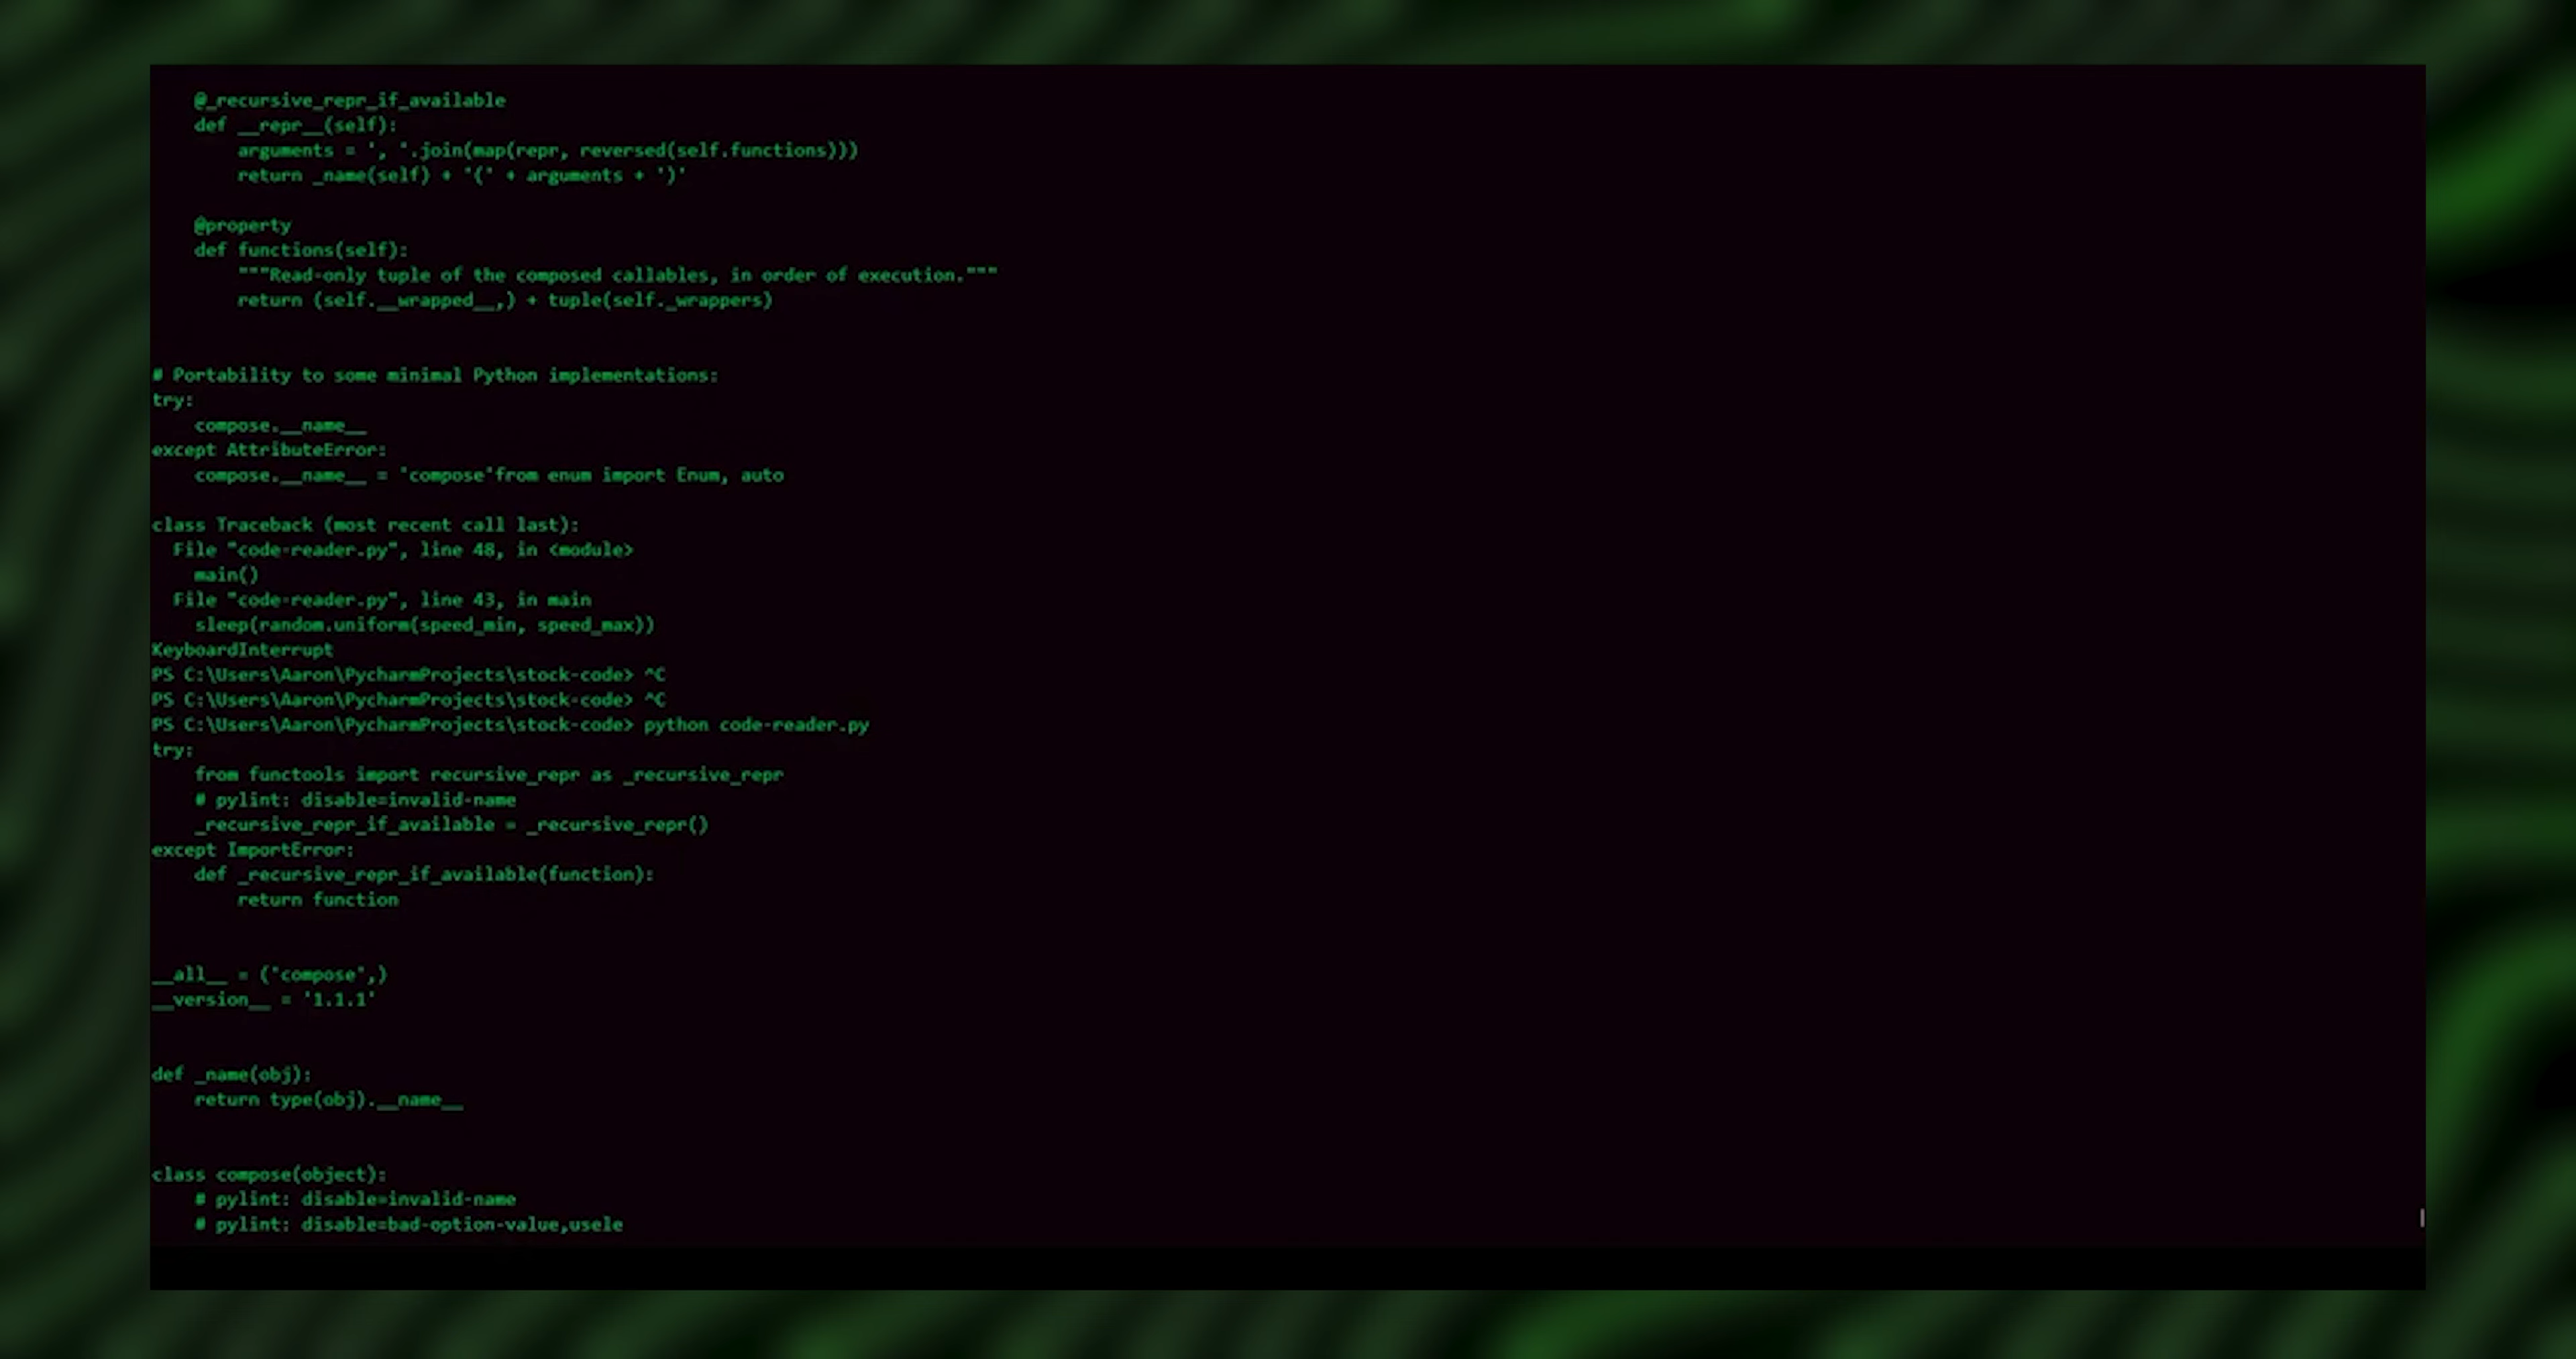 @_recursive_repr_if_available
    def __repr__(self):
        arguments = ', '.join(map(repr, reversed(self.functions)))
        return _name(self) + '(' + arguments + ')'

    @property
    def functions(self):
        """Read-only tuple of the composed callables, in order of execution."""
        return (self.__wrapped__,) + tuple(self._wrappers)


# Portability to some minimal Python implementations:
try:
    compose.__name__
except AttributeError:
    compose.__name__ = 'compose'from enum import Enum, auto

class Traceback (most recent call last):
  File "code-reader.py", line 48, in <module>
    main()
  File "code-reader.py", line 43, in main
    sleep(random.uniform(speed_min, speed_max))
KeyboardInterrupt
PS C:\Users\Aaron\PycharmProjects\stock-code> ^C
PS C:\Users\Aaron\PycharmProjects\stock-code> ^C
PS C:\Users\Aaron\PycharmProjects\stock-code> python code-reader.py
try:
    from functools import recursive_repr as _recursive_repr
    # pylint: disable=invalid-name
    _recursive_repr_if_available = _recursive_repr()
except ImportError:
    def _recursive_repr_if_available(function):
        return function


__all__ = ('compose',)
__version__ = '1.1.1'


def _name(obj):
    return type(obj).__name__


class compose(object):
    # pylint: disable=invalid-name
    # pylint: disable=bad-option-value,usele